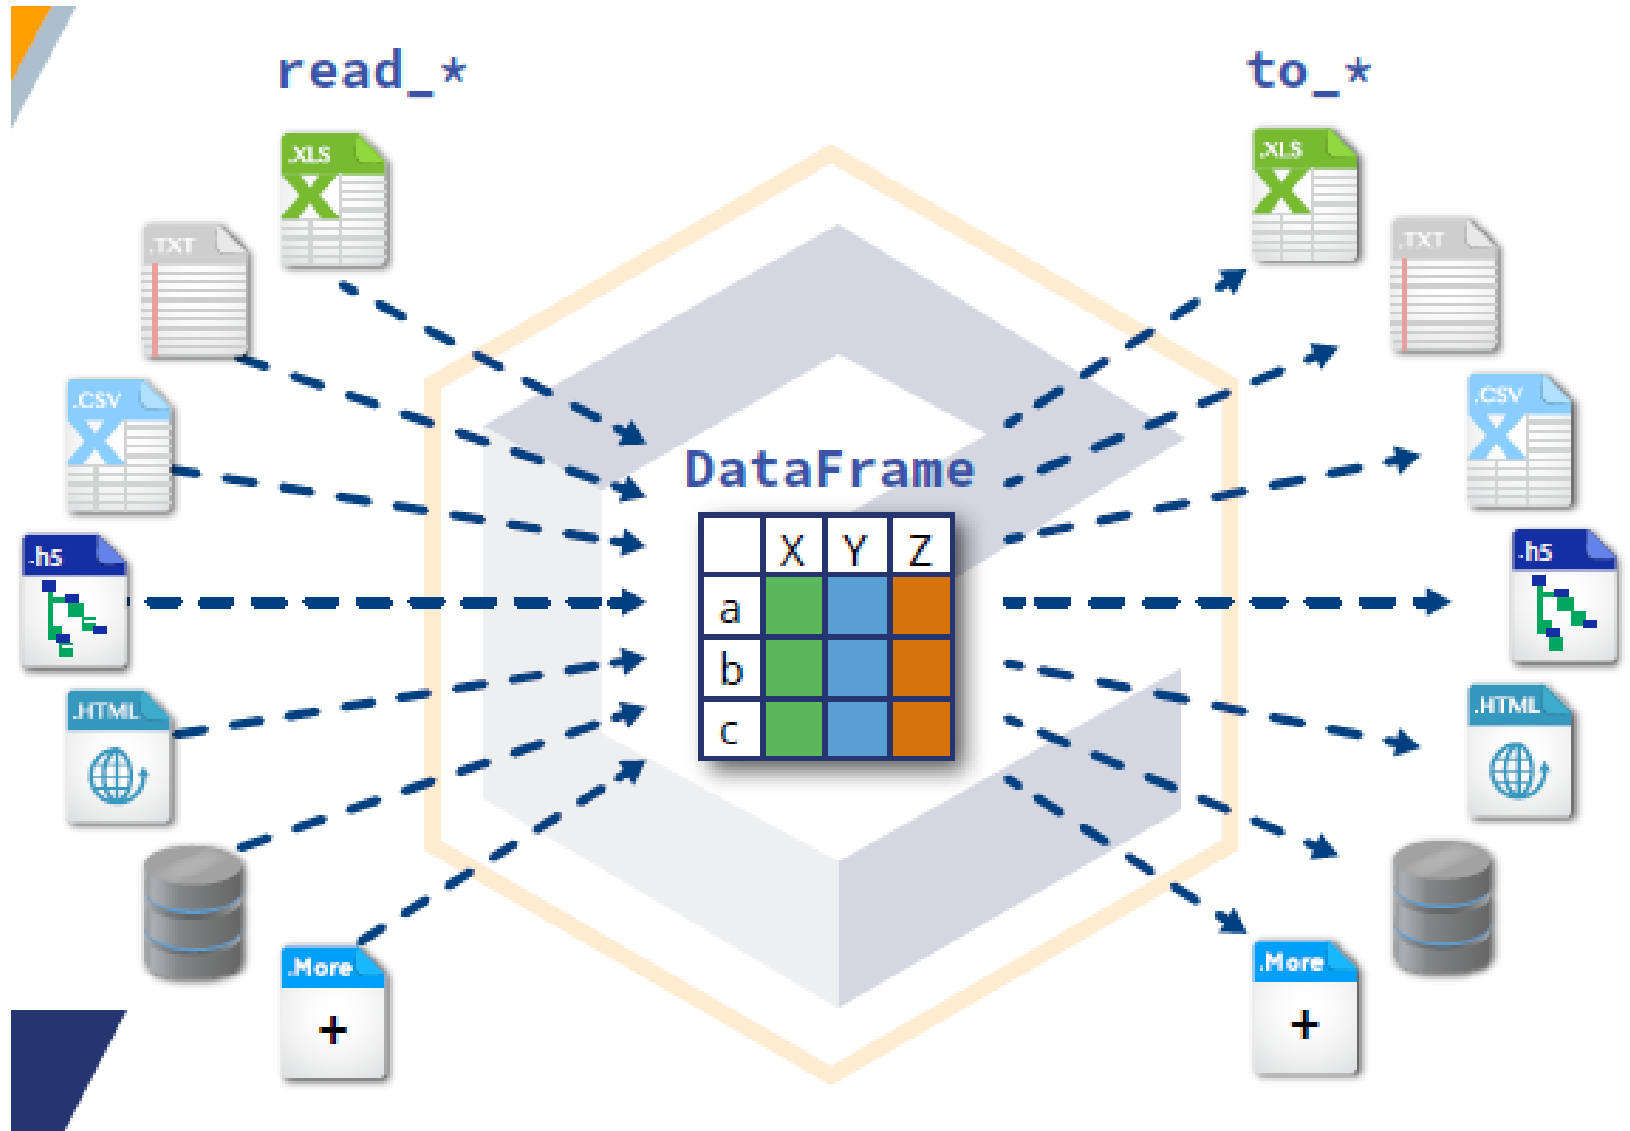 read_*
to_*
.XLS
.TXT
.CSV
.h5
.HTML
.More
+
DataFrame
X Y Z
a
b
c
.XLS
.TXT
.CSV
.h5
.HTML
.More
+